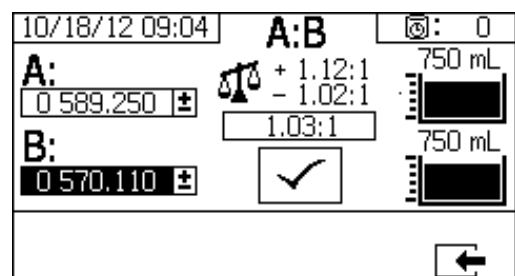 10/18/12 09:04
A:B
: 0
A:
0 589.250 ±
+ 1.12:1
- 1.02:1
1.03:1
750 mL
B:
0 570.110 ±
750 mL